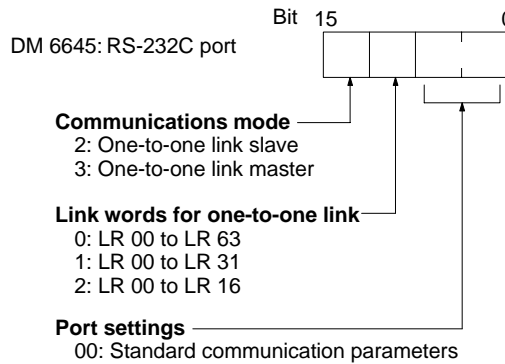 Bit 15 0
DM 6645: RS-232C port
Communications mode
2: One-to-one link slave
3: One-to-one link master
Link words for one-to-one link
0: LR 00 to LR 63
1: LR 00 to LR 31
2: LR 00 to LR 16
Port settings
00: Standard communication parameters